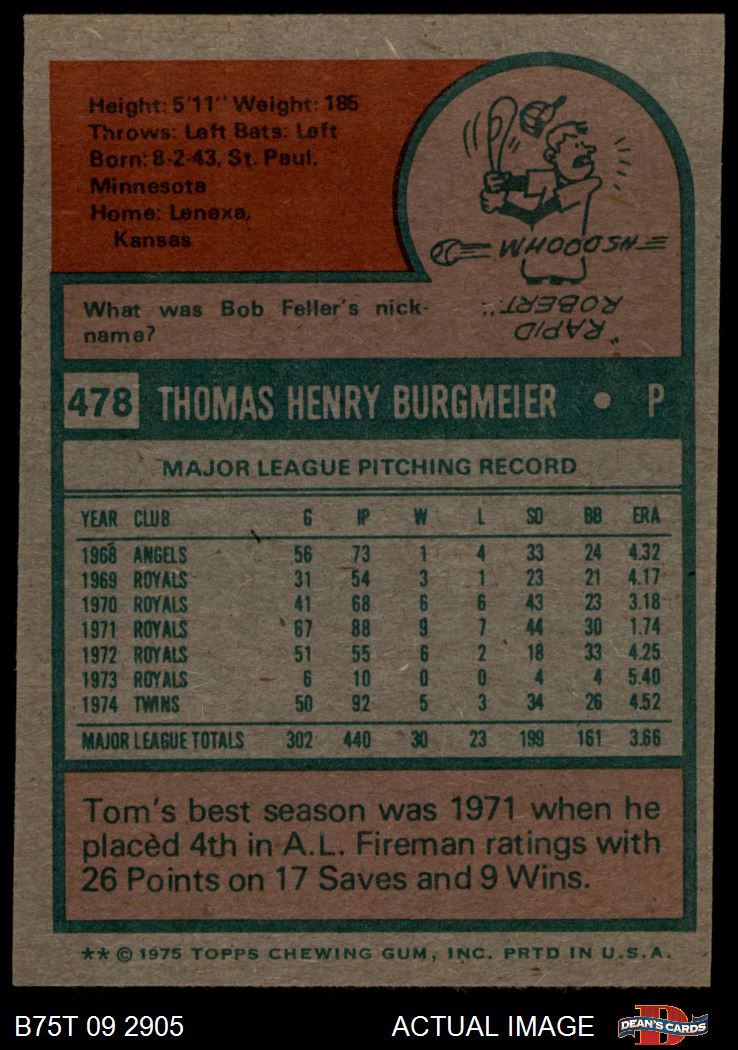 Height: 5'11" Weight: 185
Throws: Left Bats: Left
Born: 8-2-43, St. Paul,
Minnesota
Home: Lenexa,
Kansas
WHOOOSH
"RAPID
ROBERT"
What was Bob Feller's nick-
name?
478 THOMAS HENRY BURGMEIER • P
MAJOR LEAGUE PITCHING RECORD
YEAR CLUB G IP W L SO BB ERA
1968 ANGELS 56 73 1 4 33 24 4.32
1969 ROYALS 31 54 3 1 23 21 4.17
1970 ROYALS 41 68 6 6 43 23 3.18
1971 ROYALS 67 88 9 7 44 30 1.74
1972 ROYALS 51 55 6 2 18 33 4.25
1973 ROYALS 6 10 0 0 4 4 5.40
1974 TWINS 50 92 5 3 34 26 4.52
MAJOR LEAGUE TOTALS 302 440 30 23 199 161 3.66
Tom's best season was 1971 when he
placed 4th in A.L. Fireman ratings with
26 Points on 17 Saves and 9 Wins.
** © 1975 TOPPS CHEWING GUM, INC. PRTD IN U.S.A.
B75T 09 2905 ACTUAL IMAGE D DEAN'S CARDS